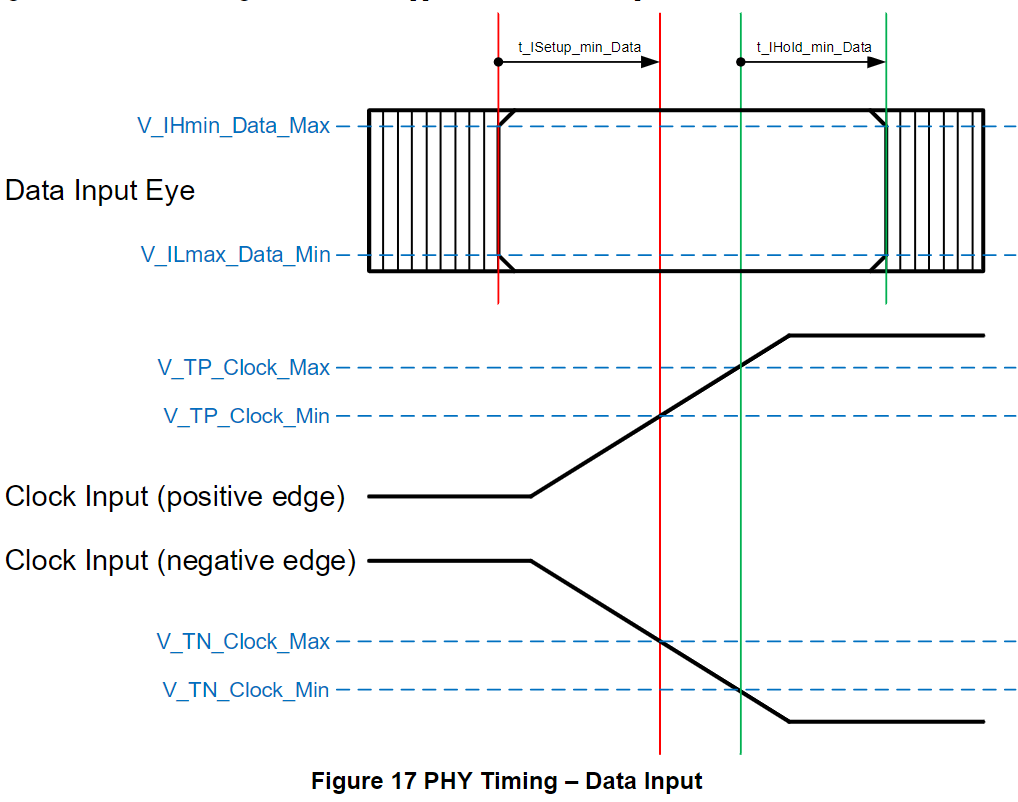 t_ISetup_min_Data
t_IHold_min_Data
V_IHmin_Data_Max
Data Input Eye
V_ILmax_Data_Min
V_TP_Clock_Max
V_TP_Clock_Min
Clock Input (positive edge)
Clock Input (negative edge)
V_TN_Clock_Max
V_TN_Clock_Min
Figure 17 PHY Timing – Data Input